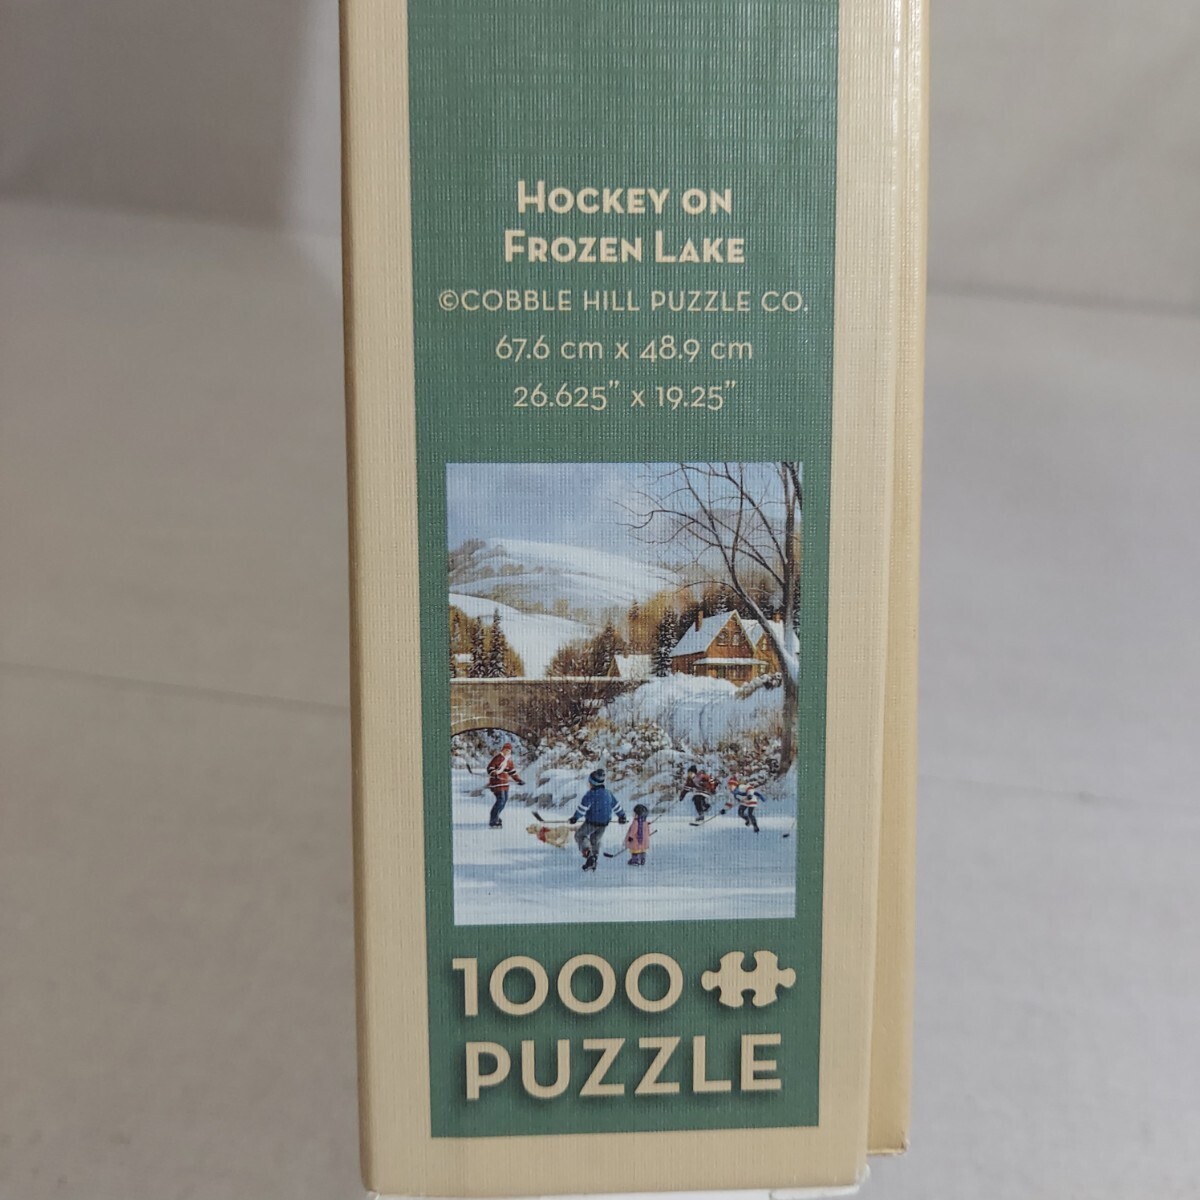 HOCKEY ON
FROZEN LAKE
©COBBLE HILL PUZZLE CO.
67.6 cm x 48.9 cm
26.625” x 19.25”
1000
PUZZLE